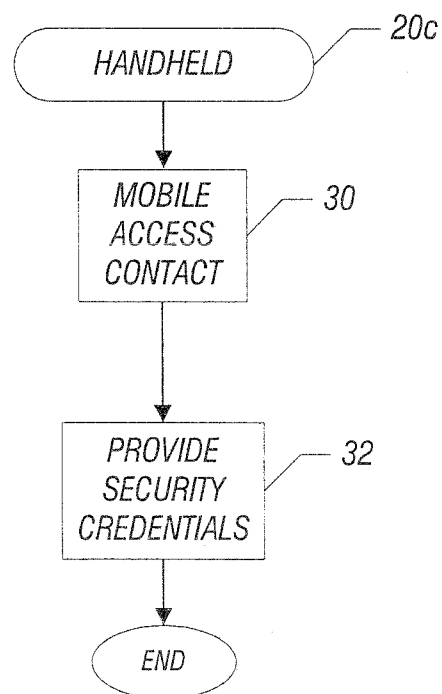 HANDHELD
20c
MOBILE
ACCESS
CONTACT
30
PROVIDE
SECURITY
CREDENTIALS
32
END